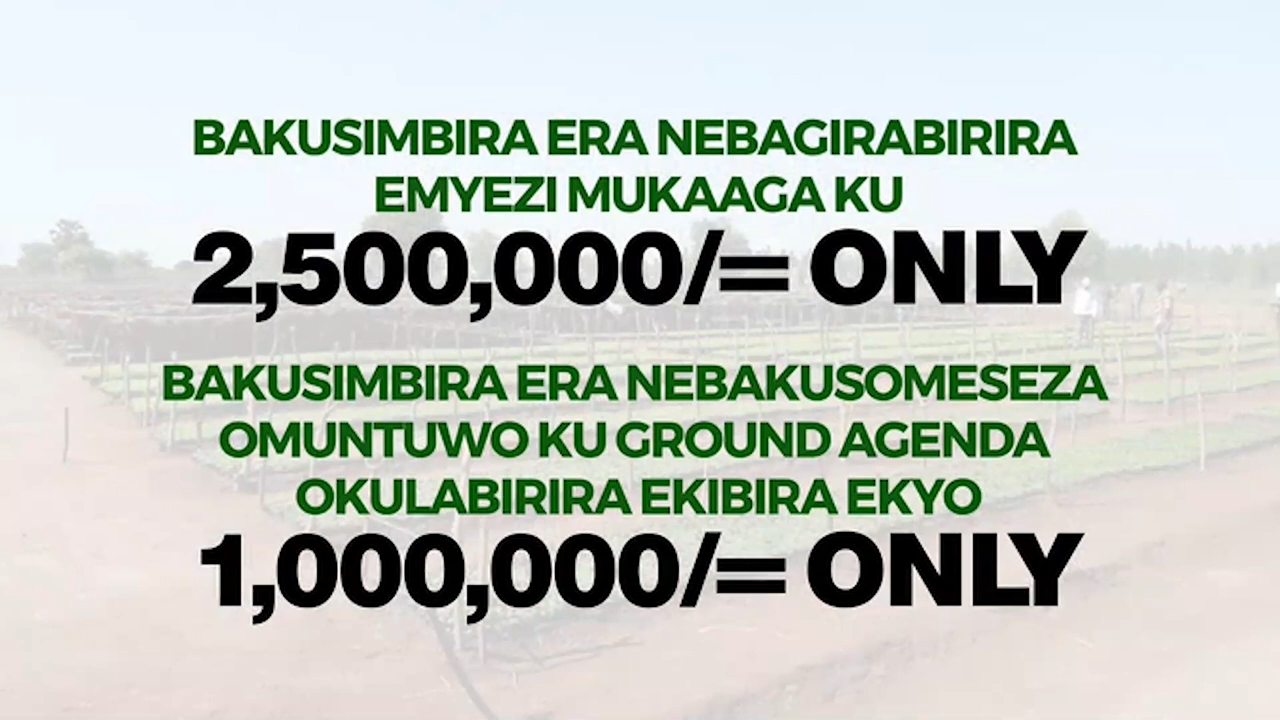 BAKUSIMBIRA ERA NEBAGIRABIRIRA
EMYEZI MUKAAGA KU
2,500,000/= ONLY
BAKUSIMBIRA ERA NEBAKUSOMESEZA
OMUNTUWO KU GROUND AGENDA
OKULABIRIRA EKIBIRA EKYO
1,000,000/= ONLY